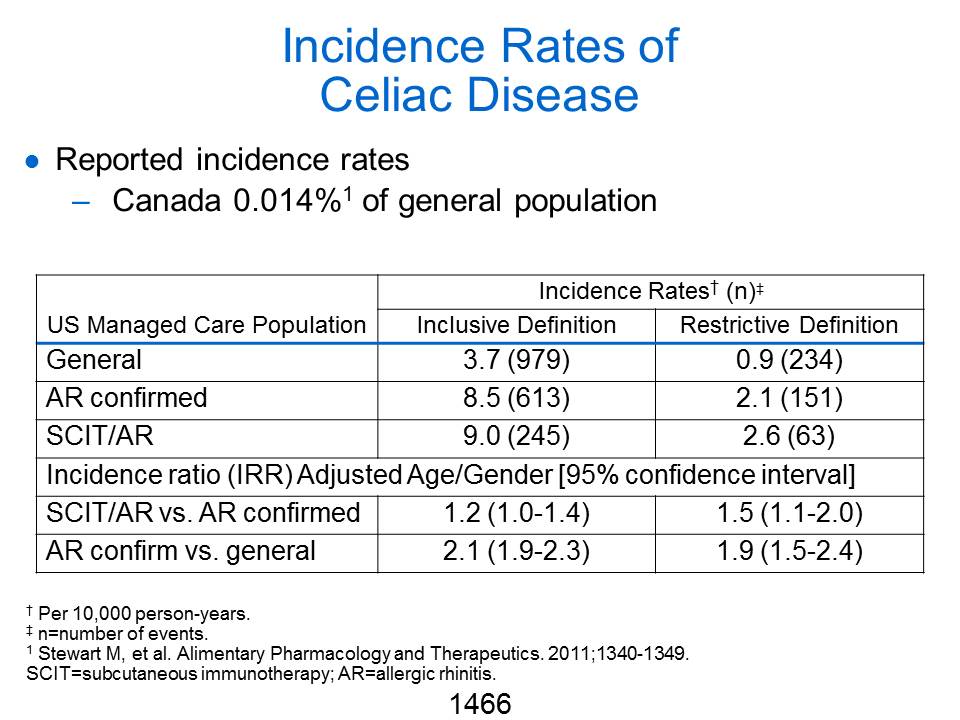 Incidence Rates of
Celiac Disease
● Reported incidence rates
– Canada 0.014%¹ of general population
Incidence Rates† (n)‡
US Managed Care Population Inclusive Definition Restrictive Definition
General 3.7 (979) 0.9 (234)
AR confirmed 8.5 (613) 2.1 (151)
SCIT/AR 9.0 (245) 2.6 (63)
Incidence ratio (IRR) Adjusted Age/Gender [95% confidence interval]
SCIT/AR vs. AR confirmed 1.2 (1.0-1.4) 1.5 (1.1-2.0)
AR confirm vs. general 2.1 (1.9-2.3) 1.9 (1.5-2.4)
† Per 10,000 person-years.
‡ n=number of events.
¹ Stewart M, et al. Alimentary Pharmacology and Therapeutics. 2011;1340-1349.
SCIT=subcutaneous immunotherapy; AR=allergic rhinitis.
1466